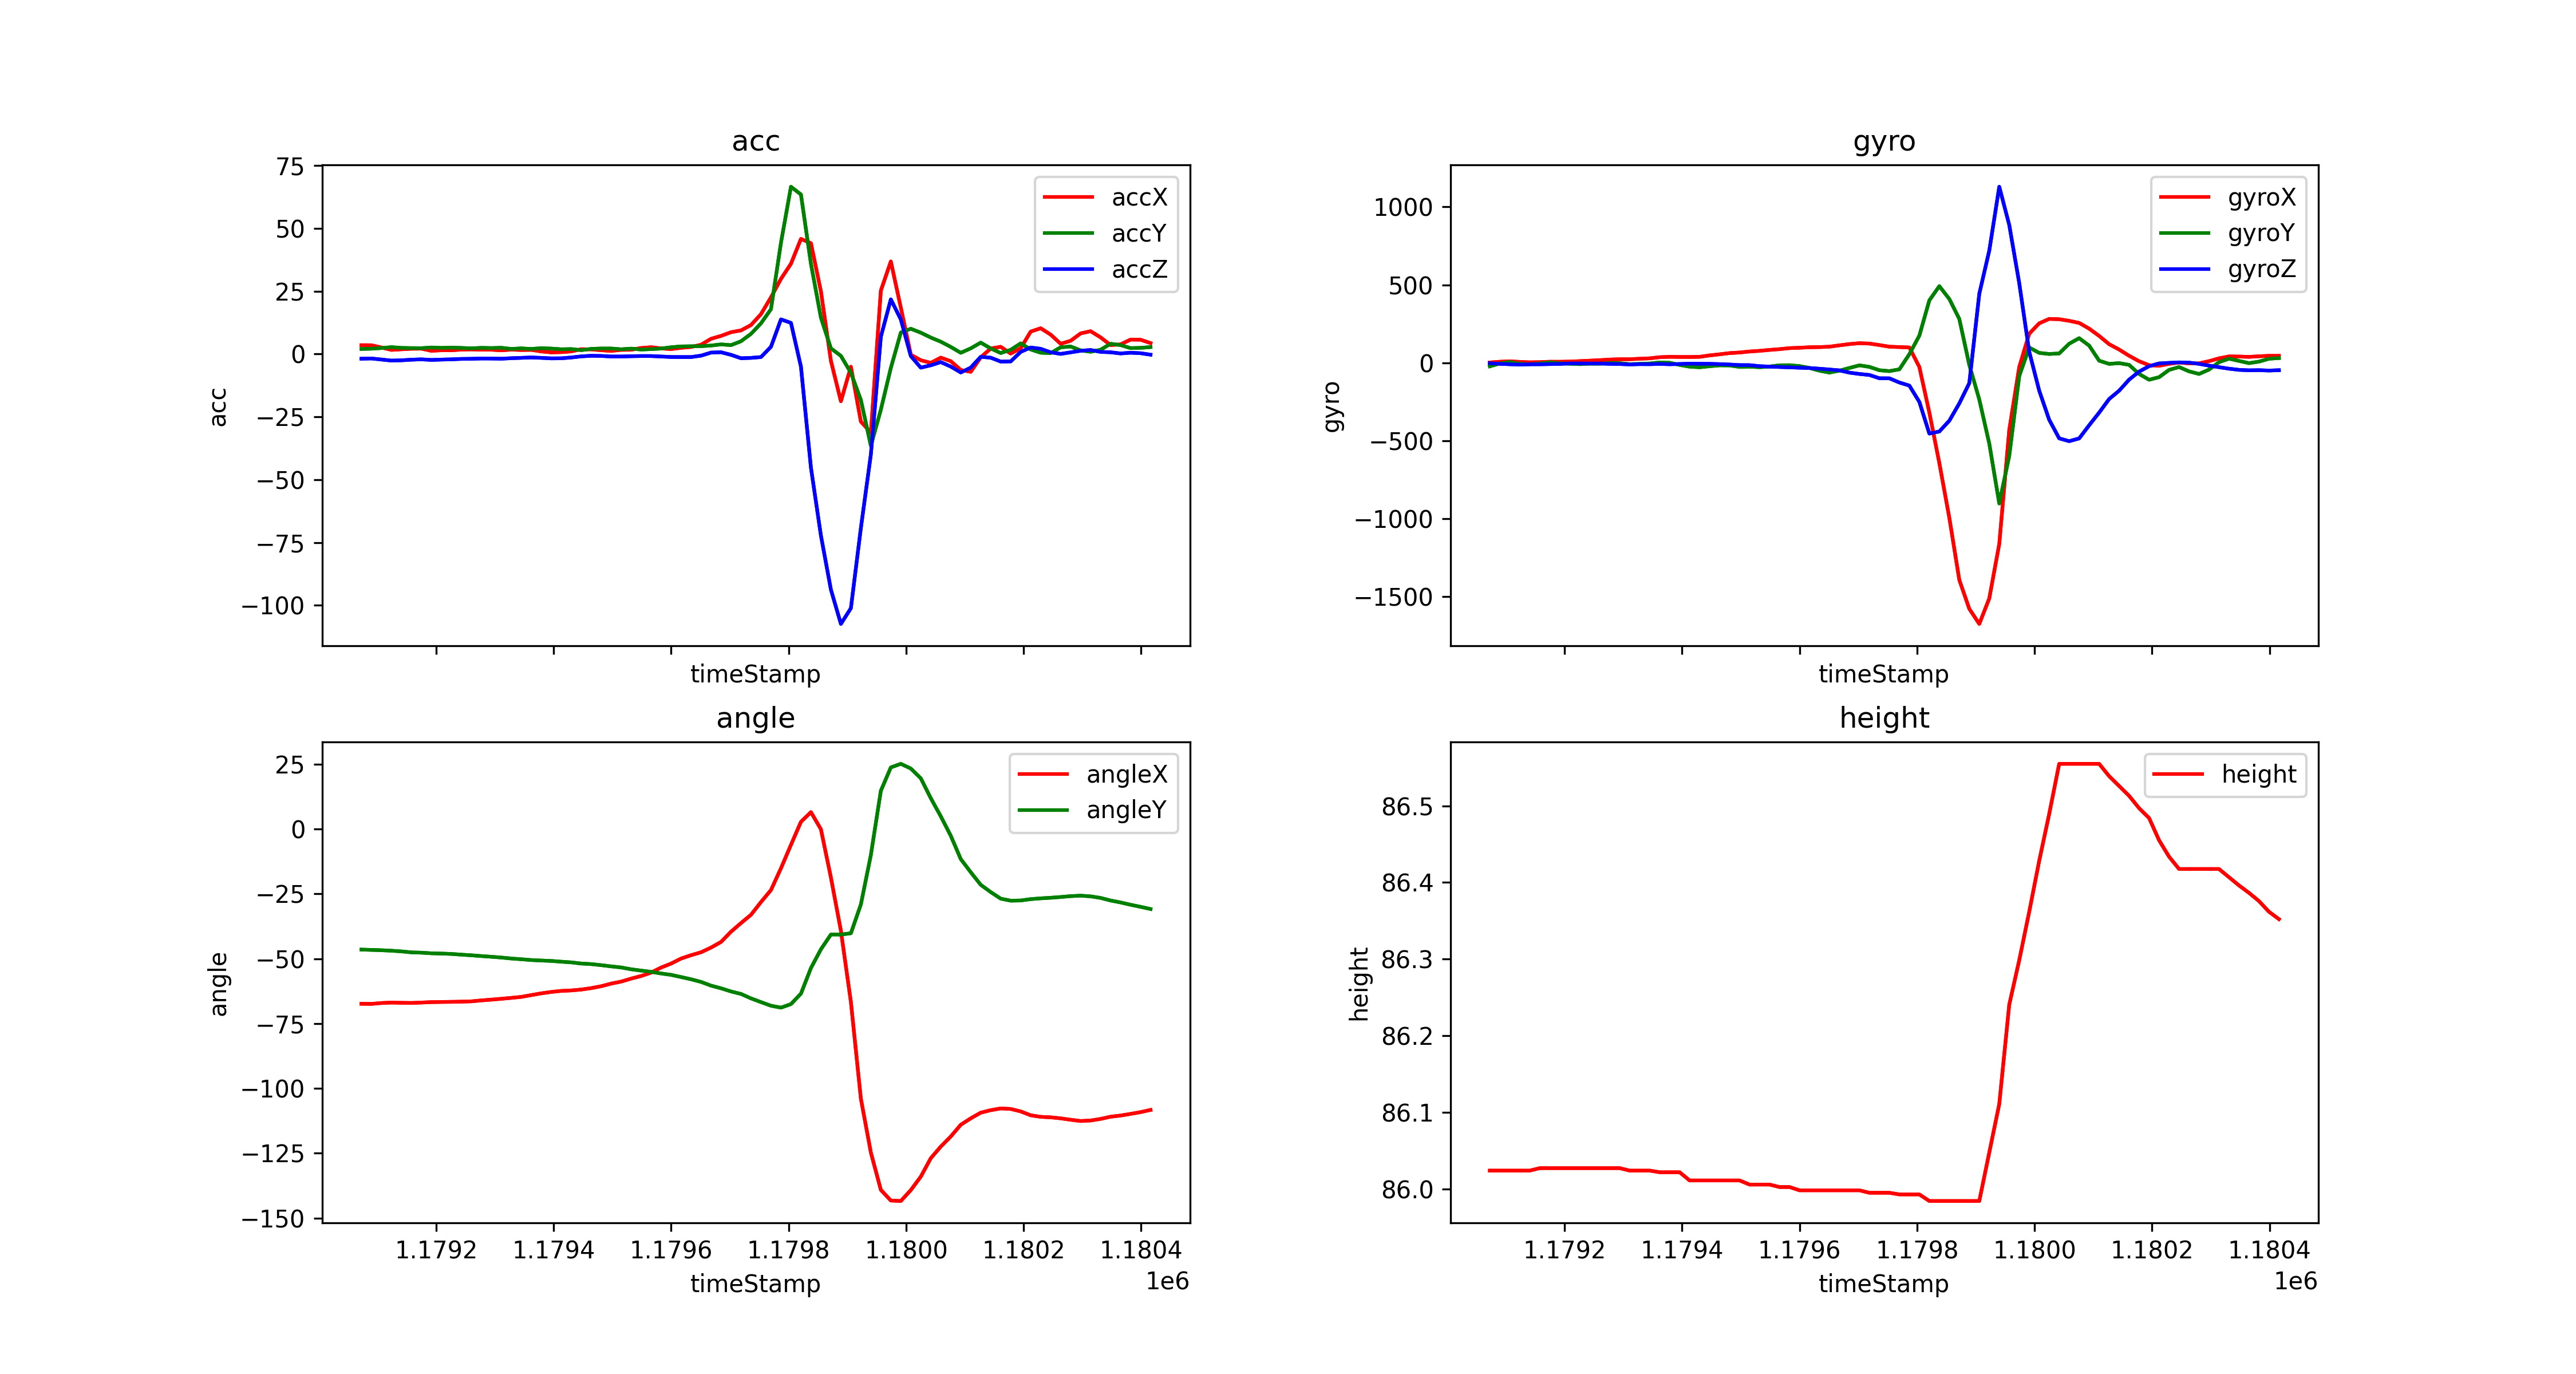 acc
75
50
25
0
−25
−50
−75
−100
acc
timeStamp
accX
accY
accZ
gyro
1000
500
0
−500
−1000
−1500
gyro
timeStamp
gyroX
gyroY
gyroZ
angle
25
0
−25
−50
−75
−100
−125
−150
angle
1.1792 1.1794 1.1796 1.1798 1.1800 1.1802 1.1804
timeStamp
1e6
angleX
angleY
height
86.5
86.4
86.3
86.2
86.1
86.0
height
1.1792 1.1794 1.1796 1.1798 1.1800 1.1802 1.1804
timeStamp
1e6
height